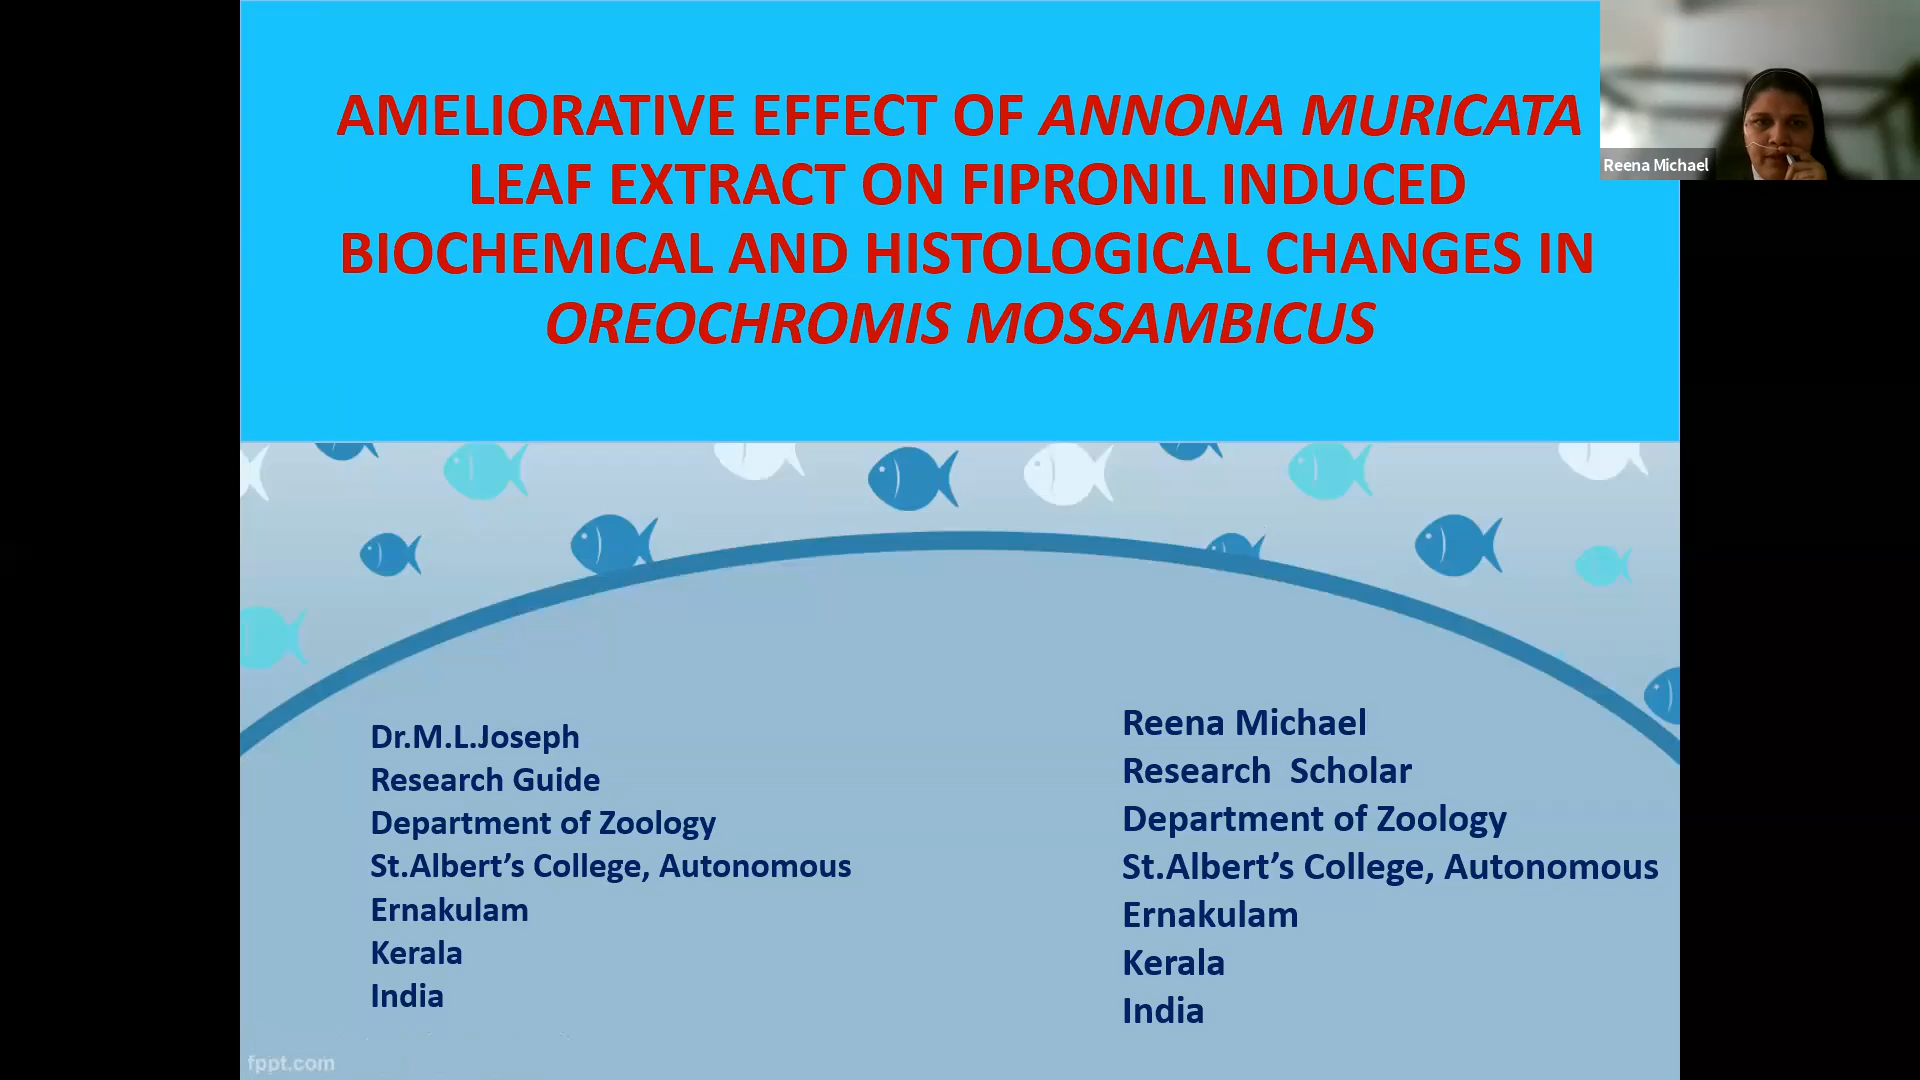 AMELIORATIVE EFFECT OF ANNONA MURICATA
LEAF EXTRACT ON FIPRONIL INDUCED
BIOCHEMICAL AND HISTOLOGICAL CHANGES IN
OREOCHROMIS MOSSAMBICUS
Reena Michael
Dr.M.L.Joseph
Research Guide
Department of Zoology
St.Albert’s College, Autonomous
Ernakulam
Kerala
India
Reena Michael
Research  Scholar
Department of Zoology
St.Albert’s College, Autonomous
Ernakulam
Kerala
India
fppt.com